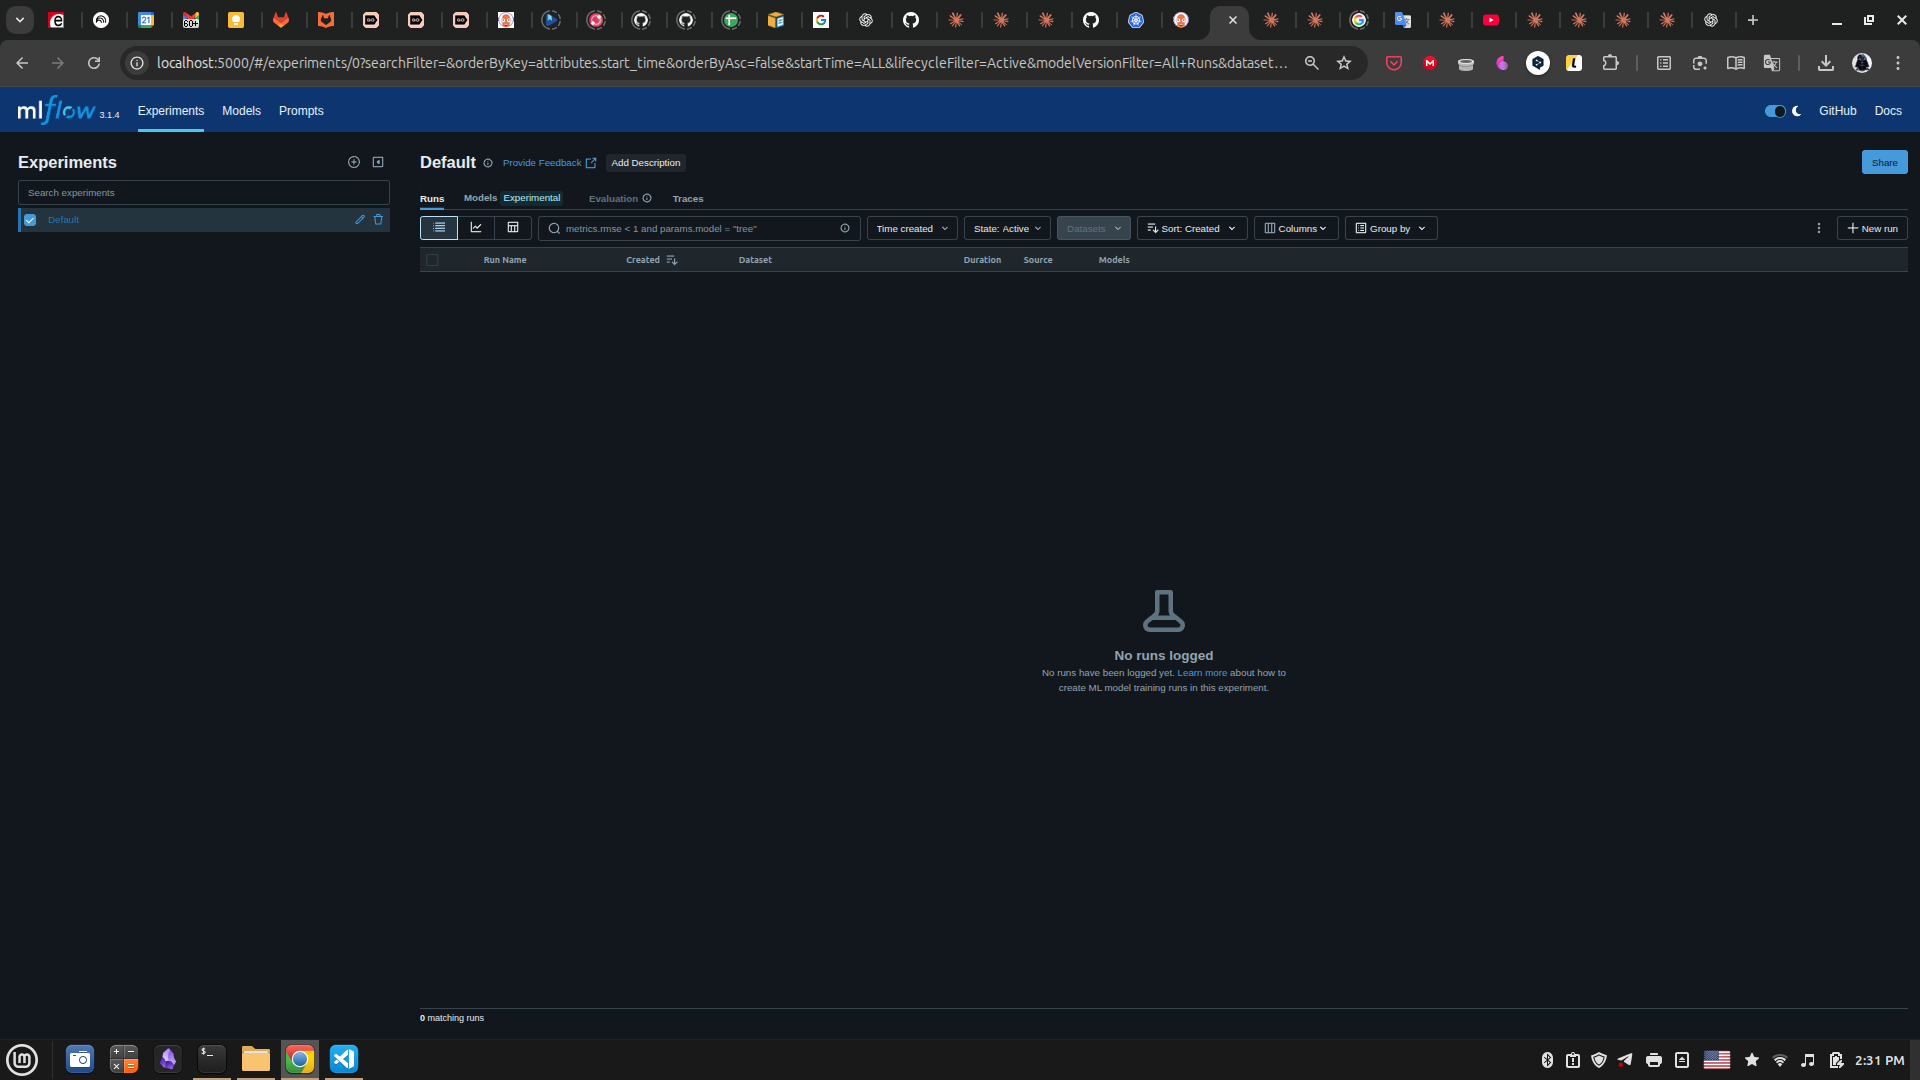 localhost:5000/#/experiments/0?searchFilter=&orderByKey=attributes.start_time&orderByAsc=false&startTime=ALL&lifecycleFilter=Active&modelVersionFilter=All+Runs&dataset...
mlflow 3.1.4 Experiments Models Prompts GitHub Docs
Experiments
Search experiments
Default
Default Provide Feedback Add Description Share
Runs Models Experimental Evaluation Traces
metrics.rmse < 1 and params.model = "tree" Time created State: Active Datasets Sort: Created Columns Group by New run
Run Name Created Dataset Duration Source Models
No runs logged
No runs have been logged yet. Learn more about how to
create ML model training runs in this experiment.
0 matching runs
2:31 PM